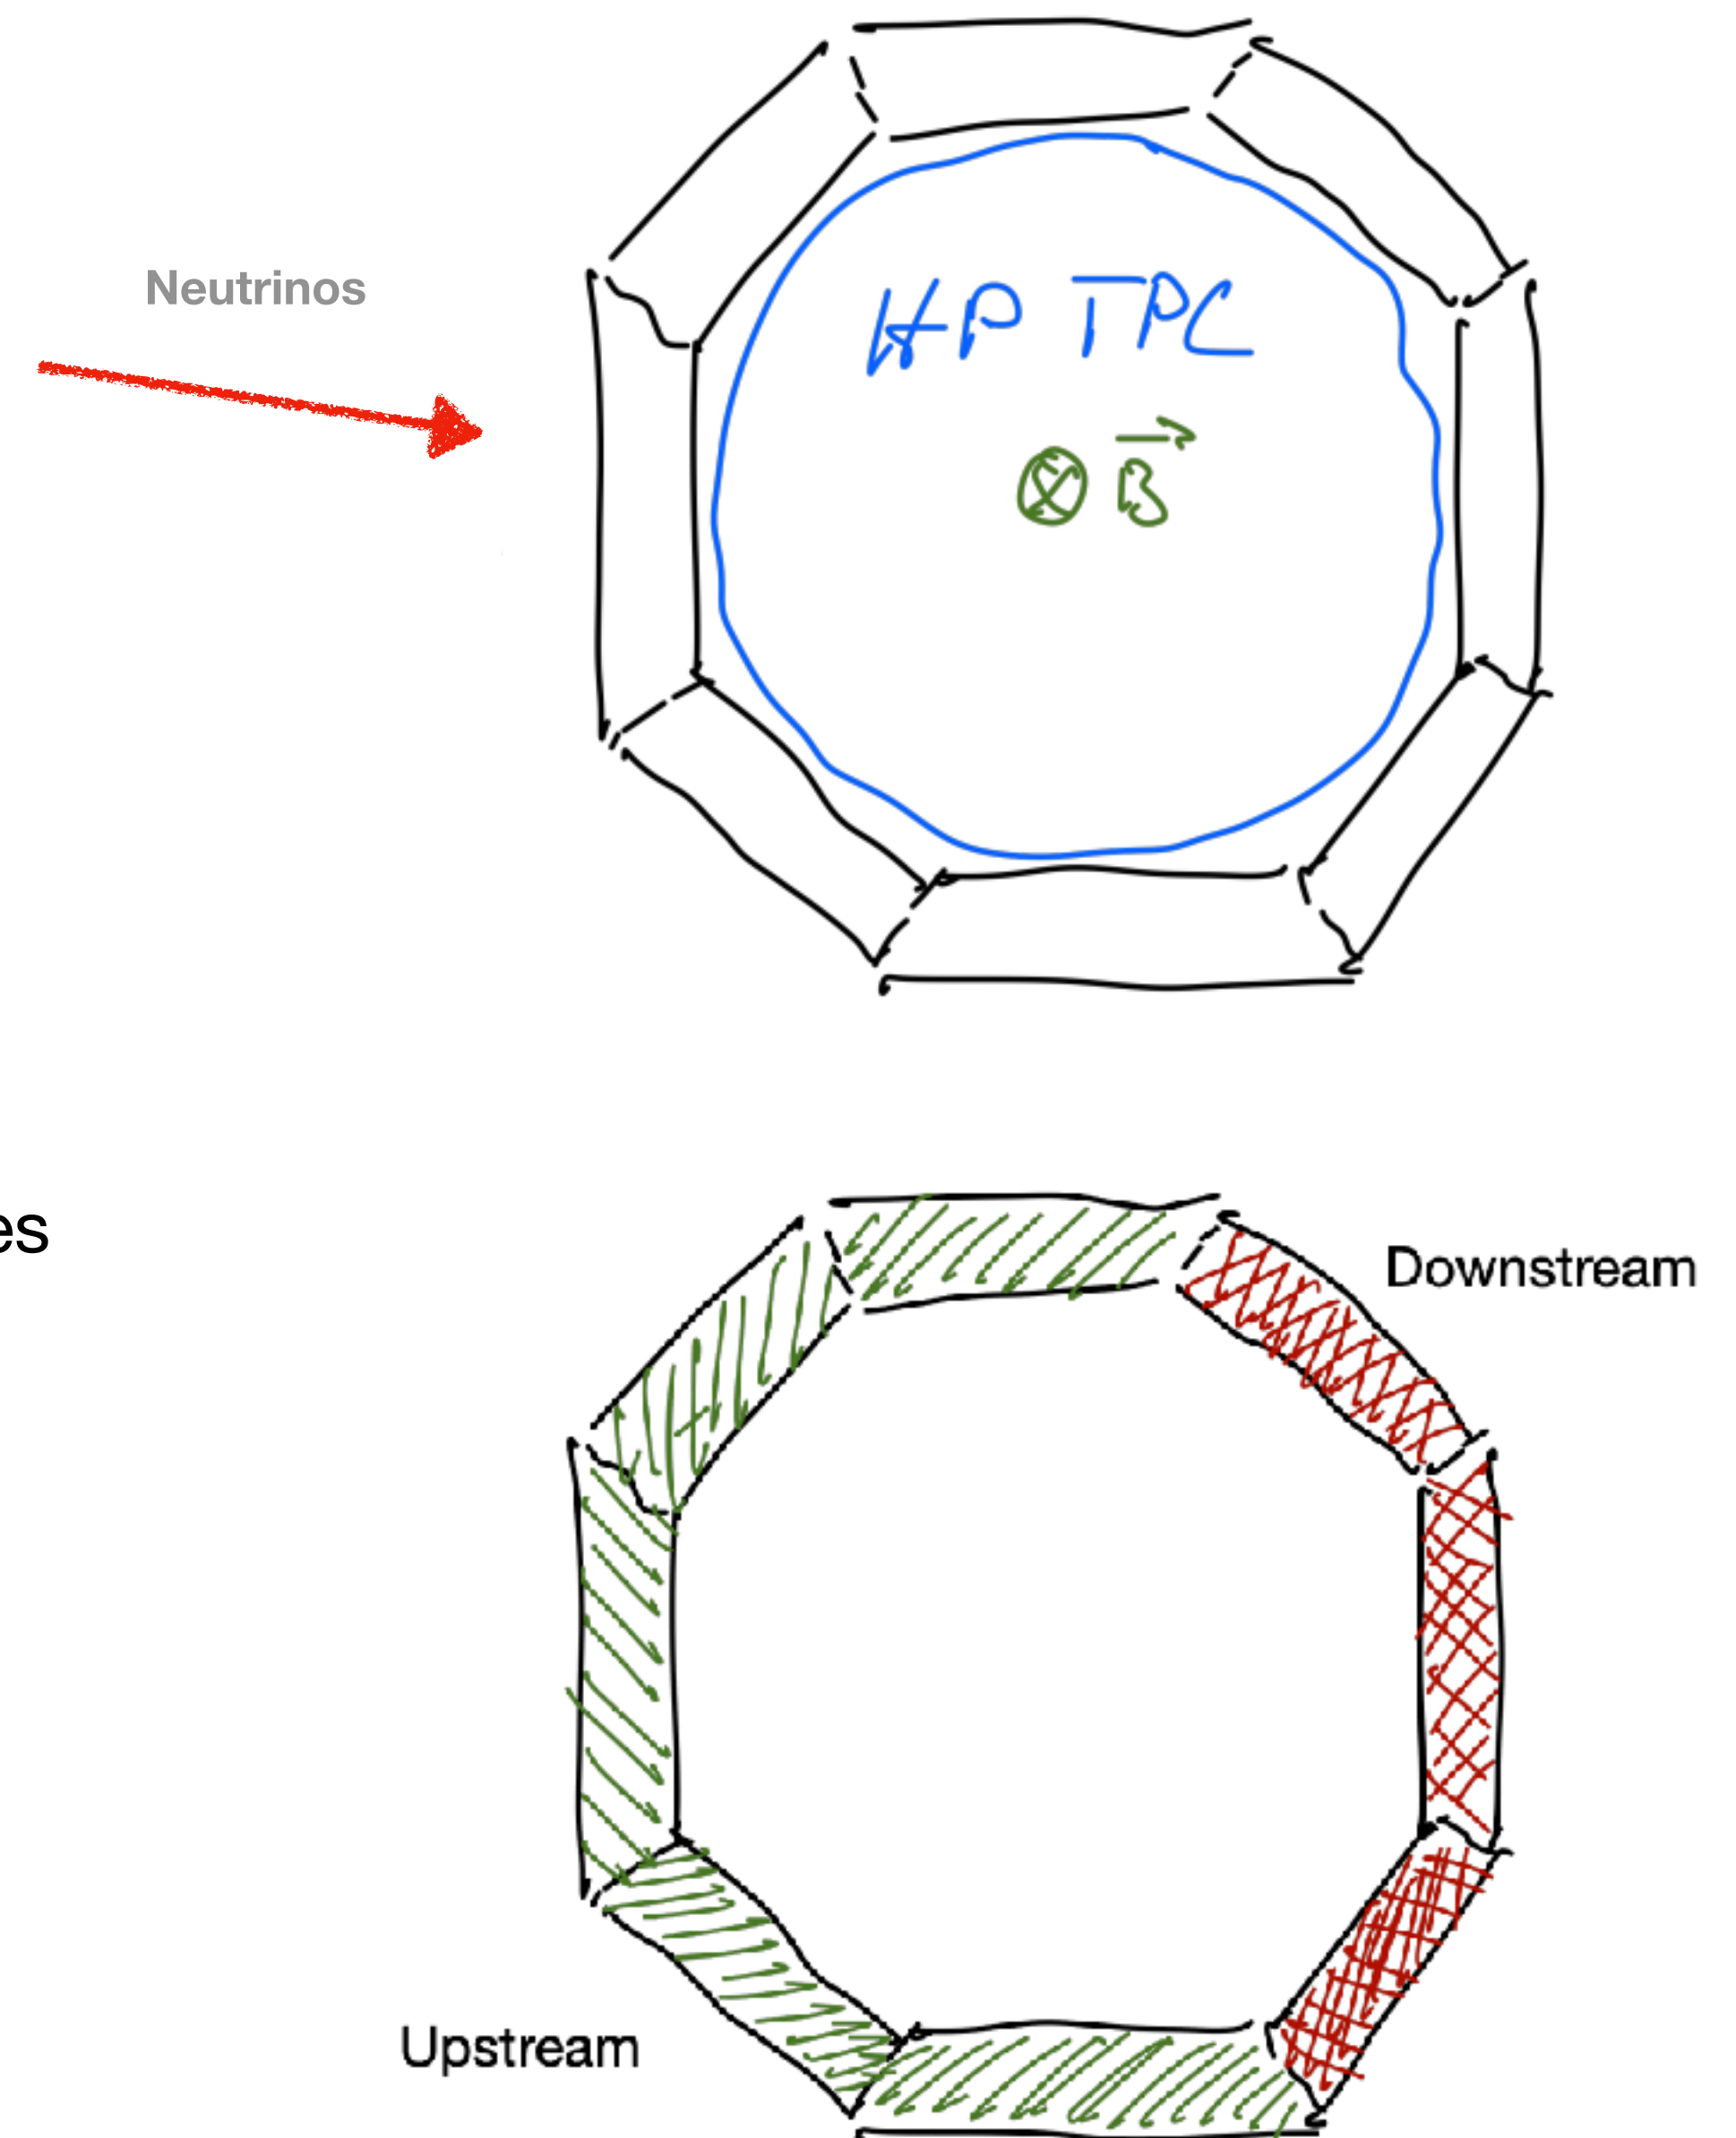 Neutrinos
HP TPC
⊗ B⃗
es
Downstream
Upstream